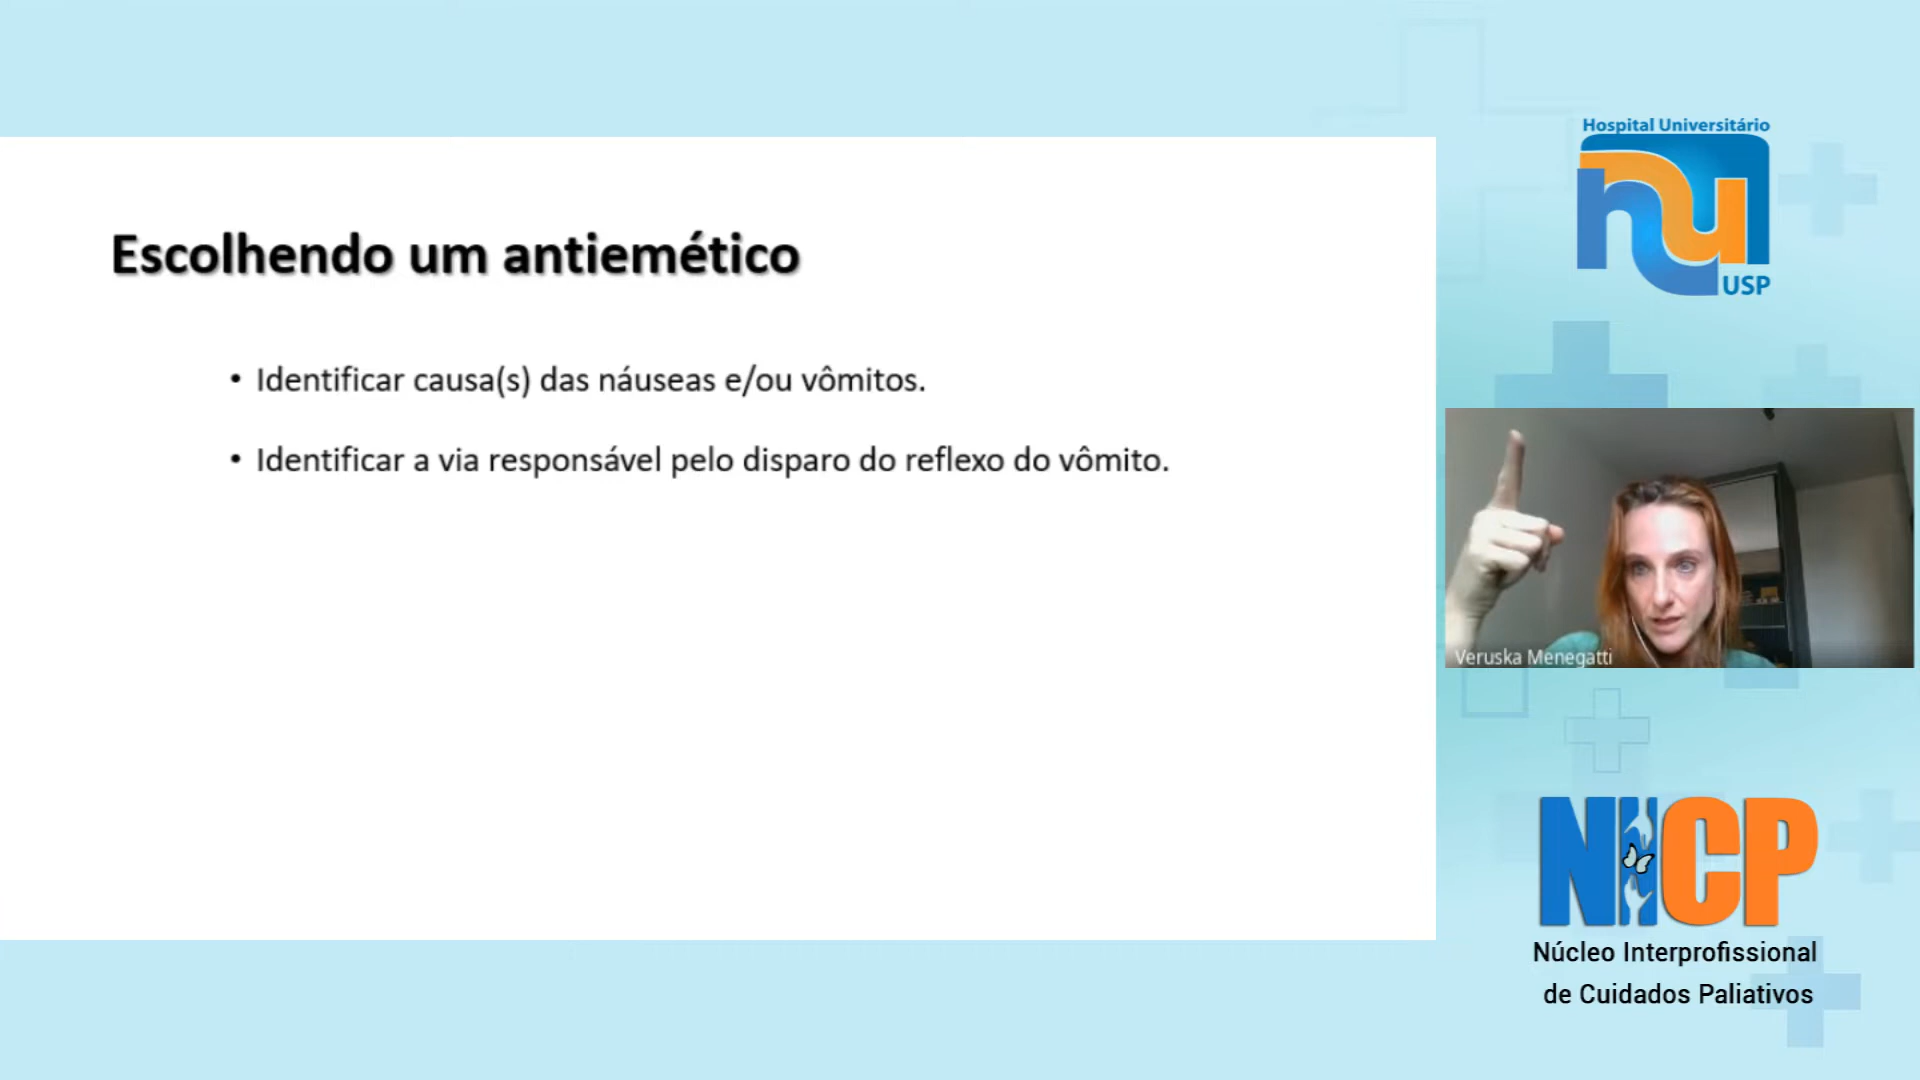 Escolhendo um antiemético
• Identificar causa(s) das náuseas e/ou vômitos.
• Identificar a via responsável pelo disparo do reflexo do vômito.
Hospital Universitário
hu
USP
Veruska Menegatti
NICP
Núcleo Interprofissional
de Cuidados Paliativos